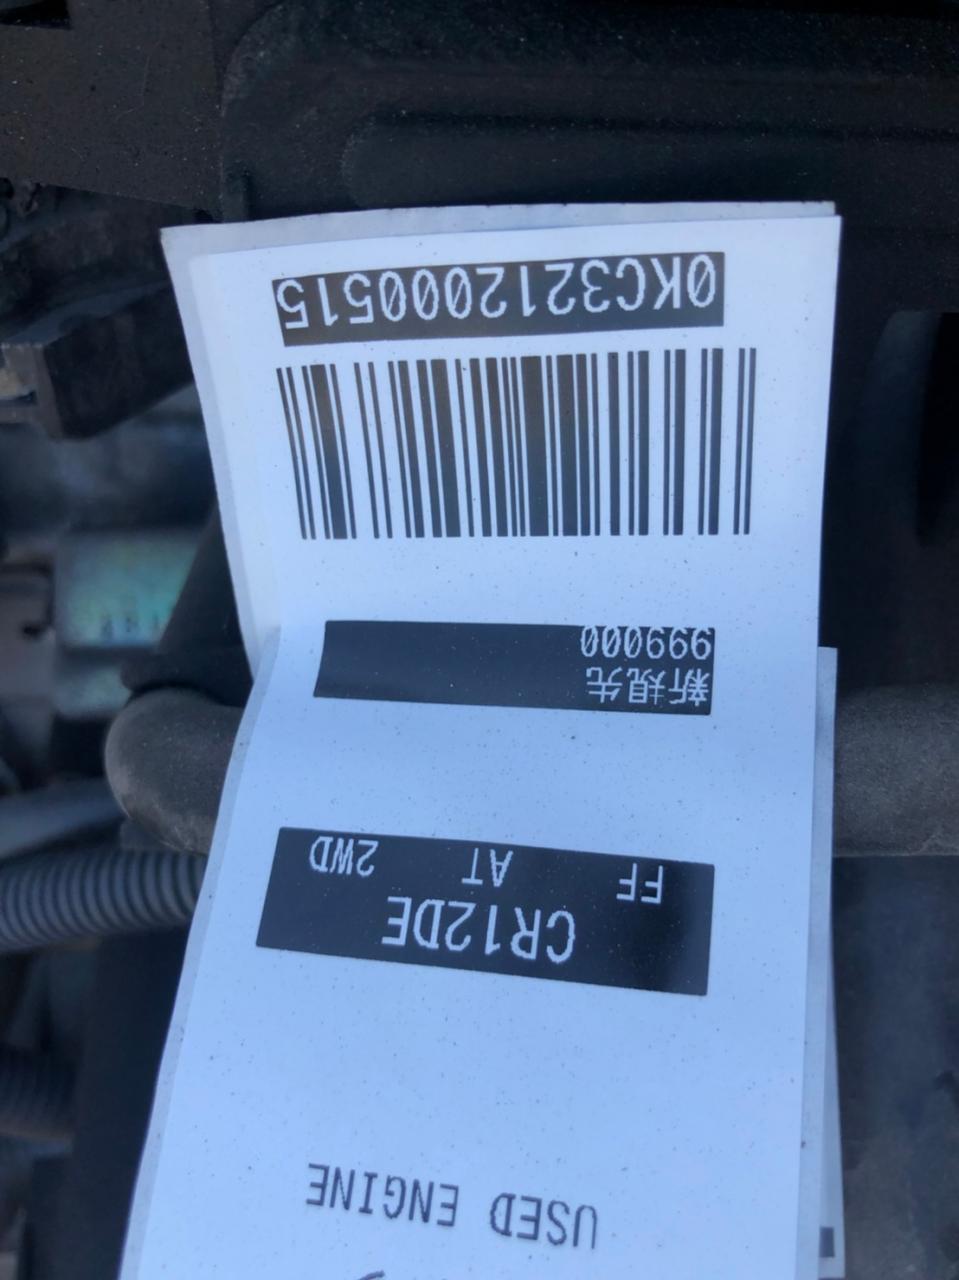 USED ENGINE
CR12DE
FF AT 2WD
新規先
999000
0KC3212000515